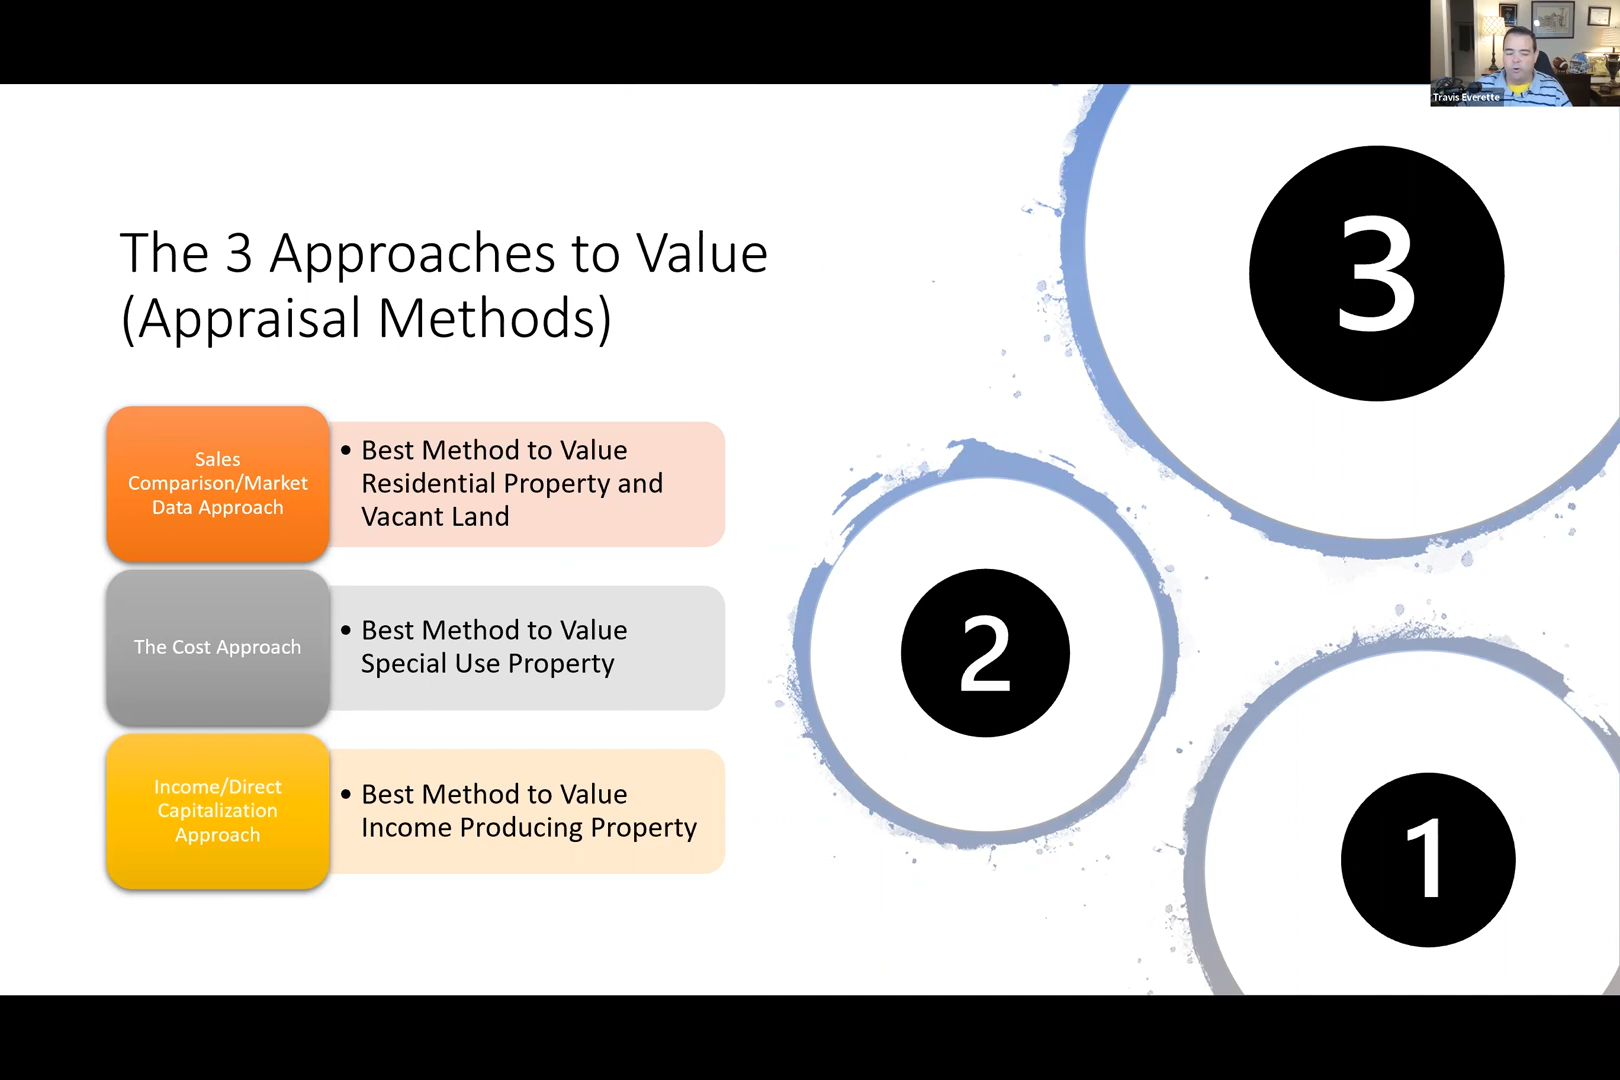 Travis Everette
The 3 Approaches to Value
(Appraisal Methods)
Sales
Comparison/Market
Data Approach
• Best Method to Value
Residential Property and
Vacant Land
The Cost Approach
• Best Method to Value
Special Use Property
Income/Direct
Capitalization
Approach
• Best Method to Value
Income Producing Property
3
2
1